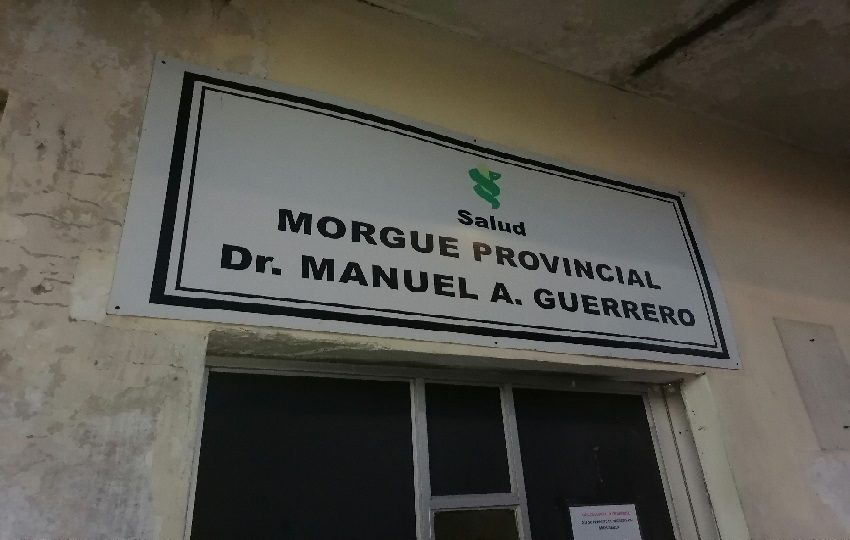 Salud
MORGUE PROVINCIAL
Dr. MANUEL A. GUERRERO